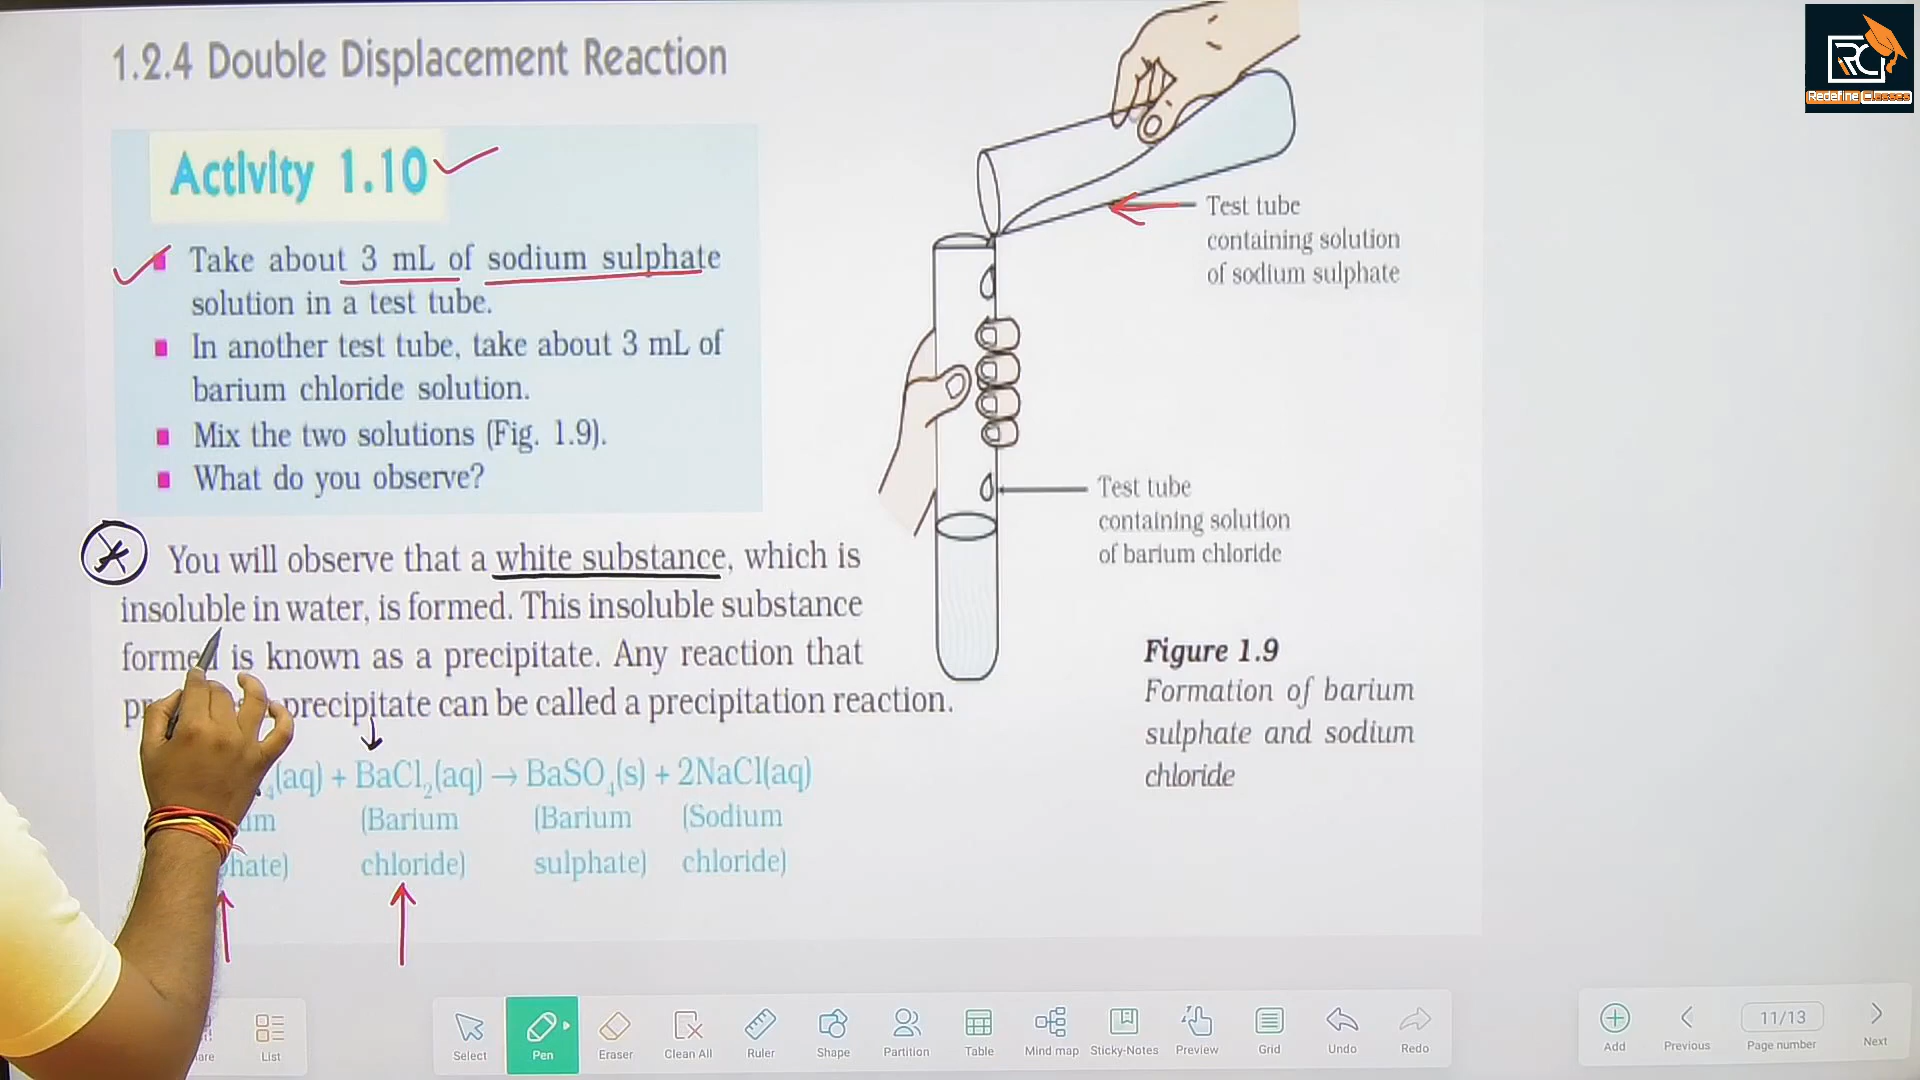 1.2.4 Double Displacement Reaction
Activity 1.10
Take about 3 mL of sodium sulphate
solution in a test tube.
In another test tube, take about 3 mL of
barium chloride solution.
Mix the two solutions (Fig. 1.9).
What do you observe?
You will observe that a white substance, which is
insoluble in water, is formed. This insoluble substance
formed is known as a precipitate. Any reaction that
precipitate can be called a precipitation reaction.
(aq) + BaCl₂(aq) → BaSO₄(s) + 2NaCl(aq)
(Barium (Barium (Sodium
chloride) sulphate) chloride)
Test tube
containing solution
of sodium sulphate
Test tube
containing solution
of barium chloride
Figure 1.9
Formation of barium
sulphate and sodium
chloride
RC
Redefine Classes
List
Select
Pen
Eraser
Clean All
Ruler
Shape
Partition
Table
Mind map
Sticky-Notes
Preview
Grid
Undo
Redo
Add
Previous
11/13
Page number
Next